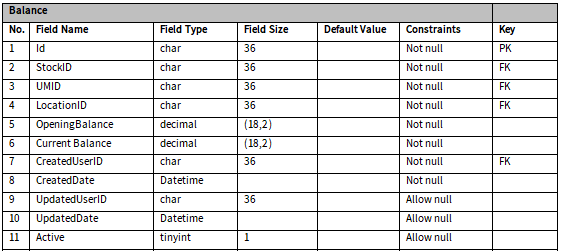 Balance
No. Field Name Field Type Field Size Default Value Constraints Key
1 Id char 36 Not null PK
2 StockID char 36 Not null FK
3 UMID char 36 Not null FK
4 LocationID char 36 Not null FK
5 OpeningBalance decimal (18,2) Not null
6 Current Balance decimal (18,2) Not null
7 CreatedUserID char 36 Not null FK
8 CreatedDate Datetime Not null
9 UpdatedUserID char 36 Allow null
10 UpdatedDate Datetime Allow null
11 Active tinyint 1 Allow null